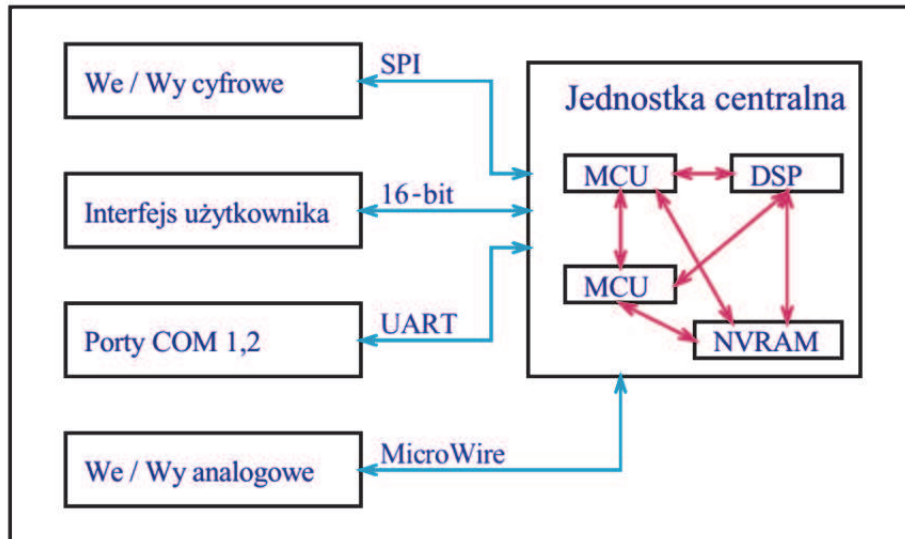 We / Wy cyfrowe
SPI
Interfejs użytkownika
16-bit
Porty COM 1,2
UART
We / Wy analogowe
MicroWire
Jednostka centralna
MCU
DSP
MCU
NVRAM